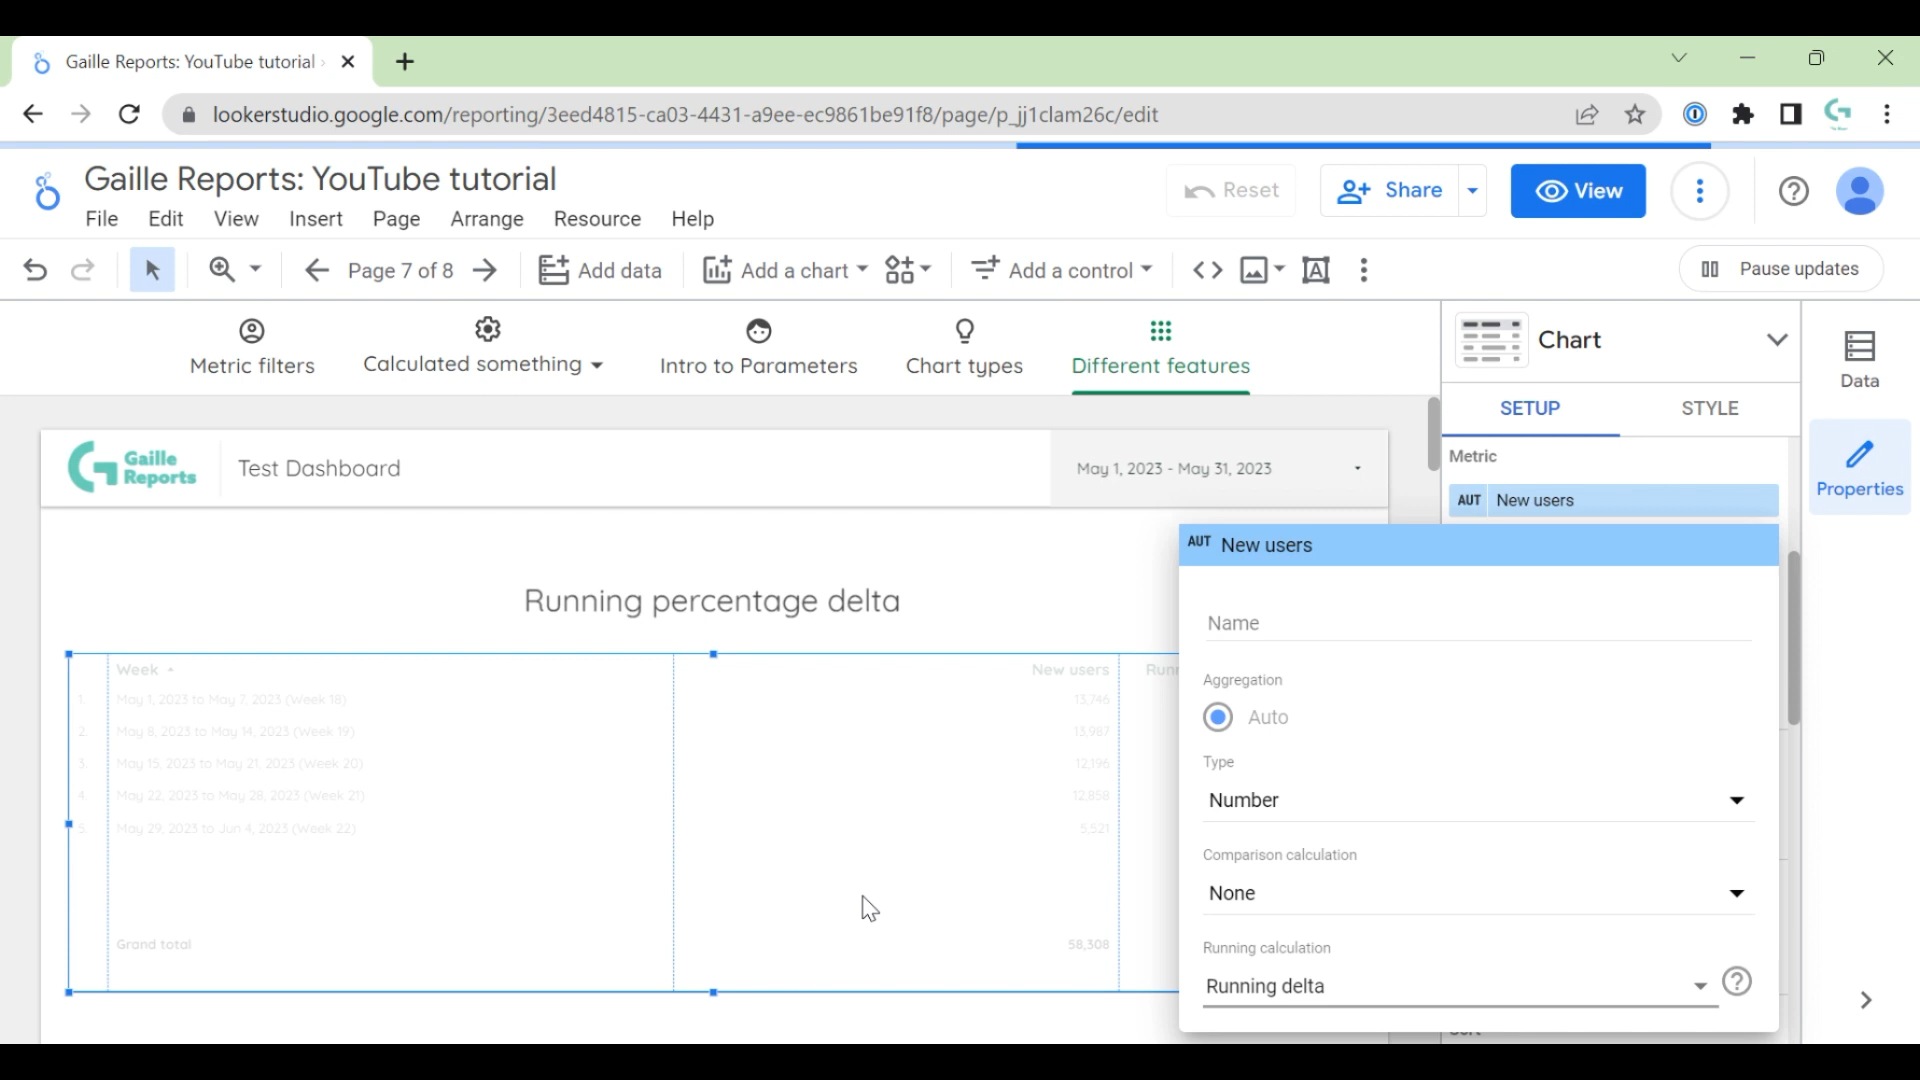 Gaille Reports: YouTube tutorial
lookerstudio.google.com/reporting/3eed4815-ca03-4431-a9ee-ec9861be91f8/page/p_jj1clam26c/edit
Gaille Reports: YouTube tutorial
Reset
Share
View
File Edit View Insert Page Arrange Resource Help
Page 7 of 8
Add data
Add a chart
Add a control
Pause updates
Metric filters
Calculated something
Intro to Parameters
Chart types
Different features
Chart
Data
SETUP
STYLE
Properties
Gaille Reports
Test Dashboard
May 1, 2023 - May 31, 2023
Metric
AUT New users
AUT New users
Running percentage delta
Name
Week New users
1. May 1, 2023 to May 7, 2023 (Week 18) 13,746
2. May 8, 2023 to May 14, 2023 (Week 19) 13,987
3. May 15, 2023 to May 21, 2023 (Week 20) 12,196
4. May 22, 2023 to May 28, 2023 (Week 21) 12,858
5. May 29, 2023 to Jun 4, 2023 (Week 22) 5,521
Grand total 58,308
Aggregation
Auto
Type
Number
Comparison calculation
None
Running calculation
Running delta